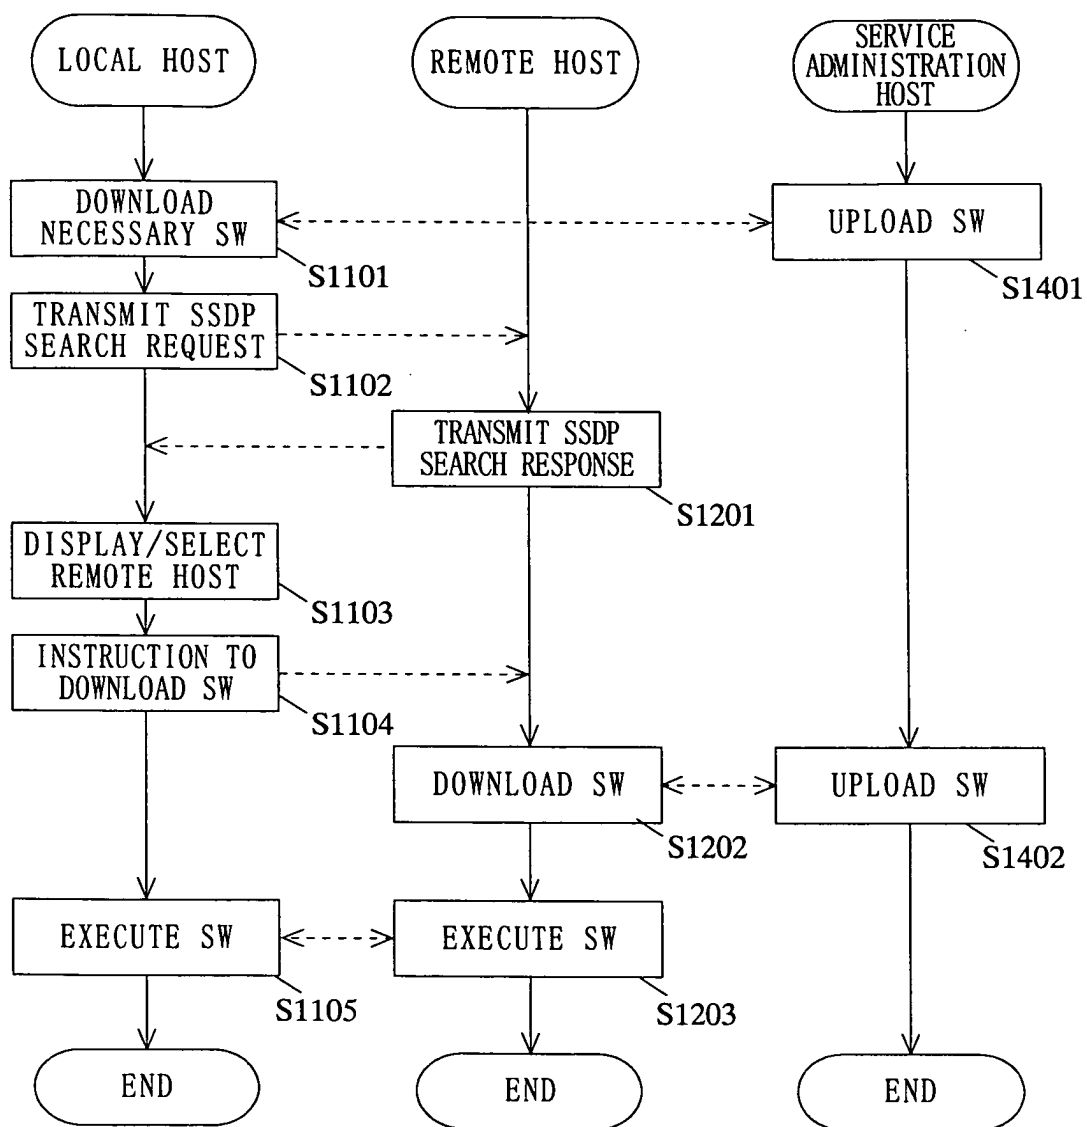 LOCAL HOST
REMOTE HOST
SERVICE
ADMINISTRATION
HOST
DOWNLOAD
NECESSARY SW
S1101
UPLOAD SW
S1401
TRANSMIT SSDP
SEARCH REQUEST
S1102
TRANSMIT SSDP
SEARCH RESPONSE
S1201
DISPLAY/SELECT
REMOTE HOST
S1103
INSTRUCTION TO
DOWNLOAD SW
S1104
DOWNLOAD SW
S1202
UPLOAD SW
S1402
EXECUTE SW
S1105
EXECUTE SW
S1203
END
END
END